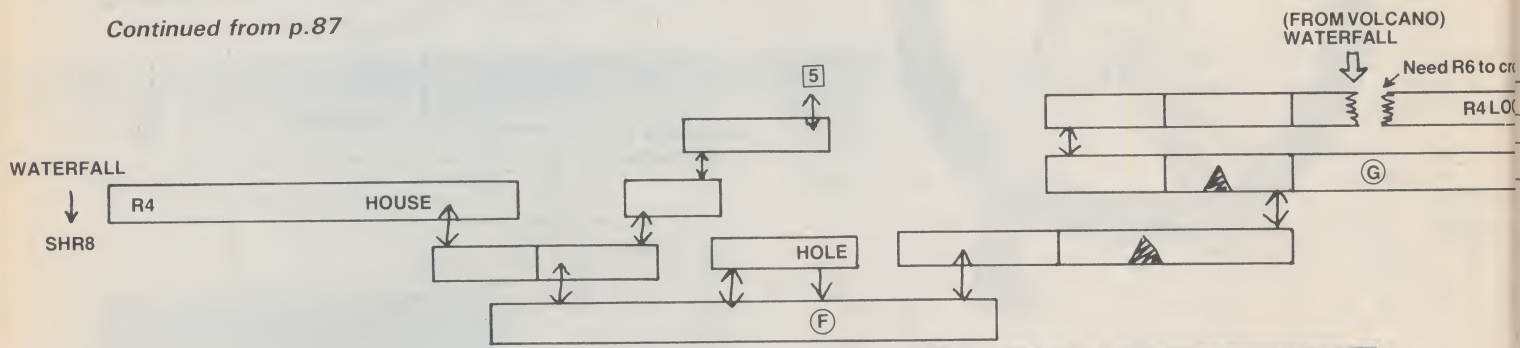 Continued from p.87
(FROM VOLCANO)
WATERFALL
Need R6 to
5
R4
WATERFALL
R4 HOUSE
G
SHR8
HOLE
F